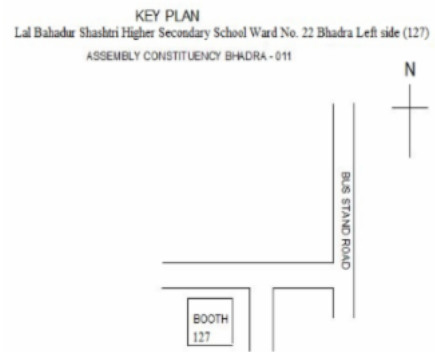 KEY PLAN
Lal Bahadur Shashtri Higher Secondary School Ward No. 22 Bhadra Left side (127)
ASSEMBLY CONSTITUENCY BHADRA - 011
N
BUS STAND ROAD
BOOTH
127